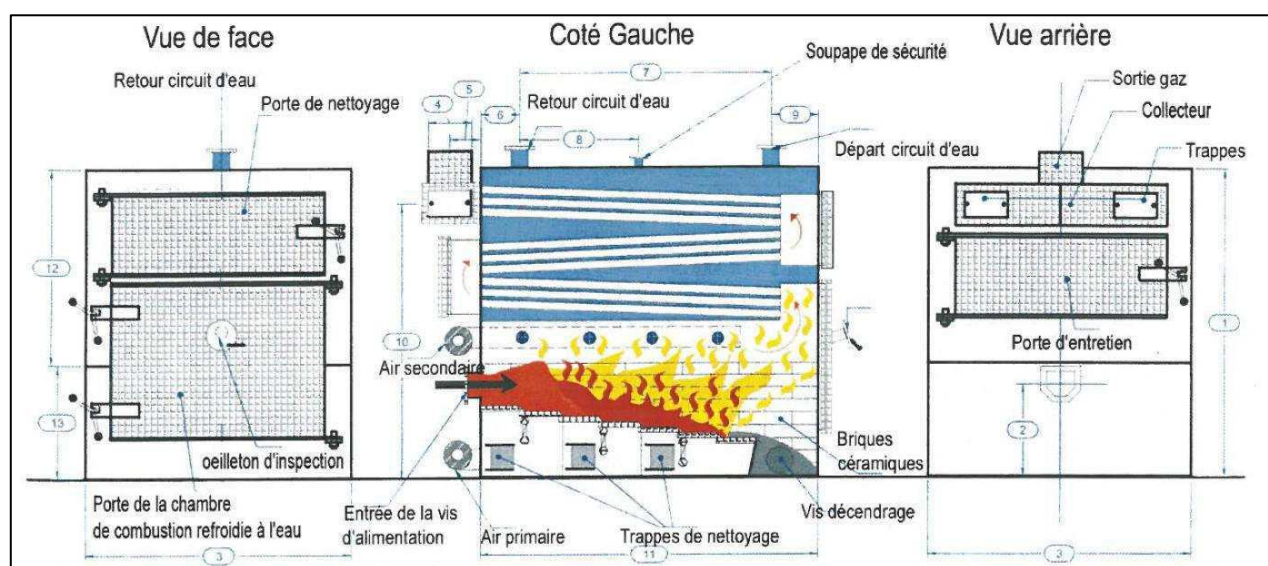 Vue de face
Coté Gauche
Vue arrière
Retour circuit d'eau
Porte de nettoyage
Soupape de sécurité
Retour circuit d'eau
Départ circuit d'eau
Sortie gaz
Collecteur
Trappes
4
5
6
7
8
9
12
13
10
1
2
Air secondaire
Porte d'entretien
oeilleton d'inspection
Briques
céramiques
Porte de la chambre
de combustion refroidie à l'eau
Entrée de la vis
d'alimentation
Air primaire
Trappes de nettoyage
Vis décendrage
3
11
3